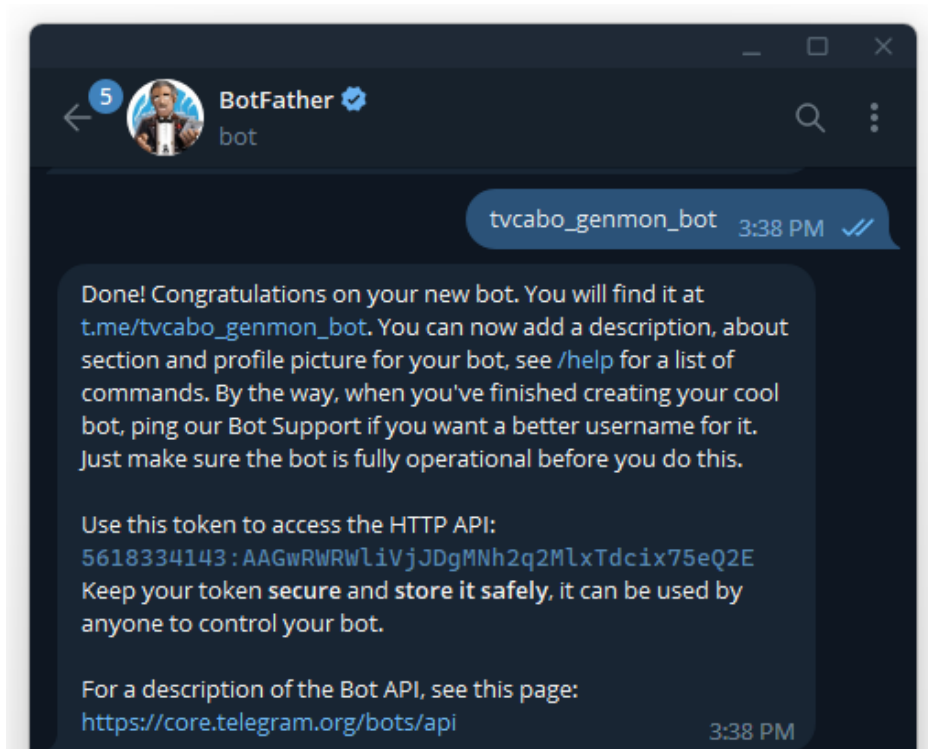 5
BotFather
bot
tvcabo_genmon_bot 3:38 PM
Done! Congratulations on your new bot. You will find it at
t.me/tvcabo_genmon_bot. You can now add a description, about
section and profile picture for your bot, see /help for a list of
commands. By the way, when you've finished creating your cool
bot, ping our Bot Support if you want a better username for it.
Just make sure the bot is fully operational before you do this.
Use this token to access the HTTP API:
5618334143:AAGwRWRWliVjJDgMNh2q2MlxTdcix75eQ2E
Keep your token secure and store it safely, it can be used by
anyone to control your bot.
For a description of the Bot API, see this page:
https://core.telegram.org/bots/api
3:38 PM